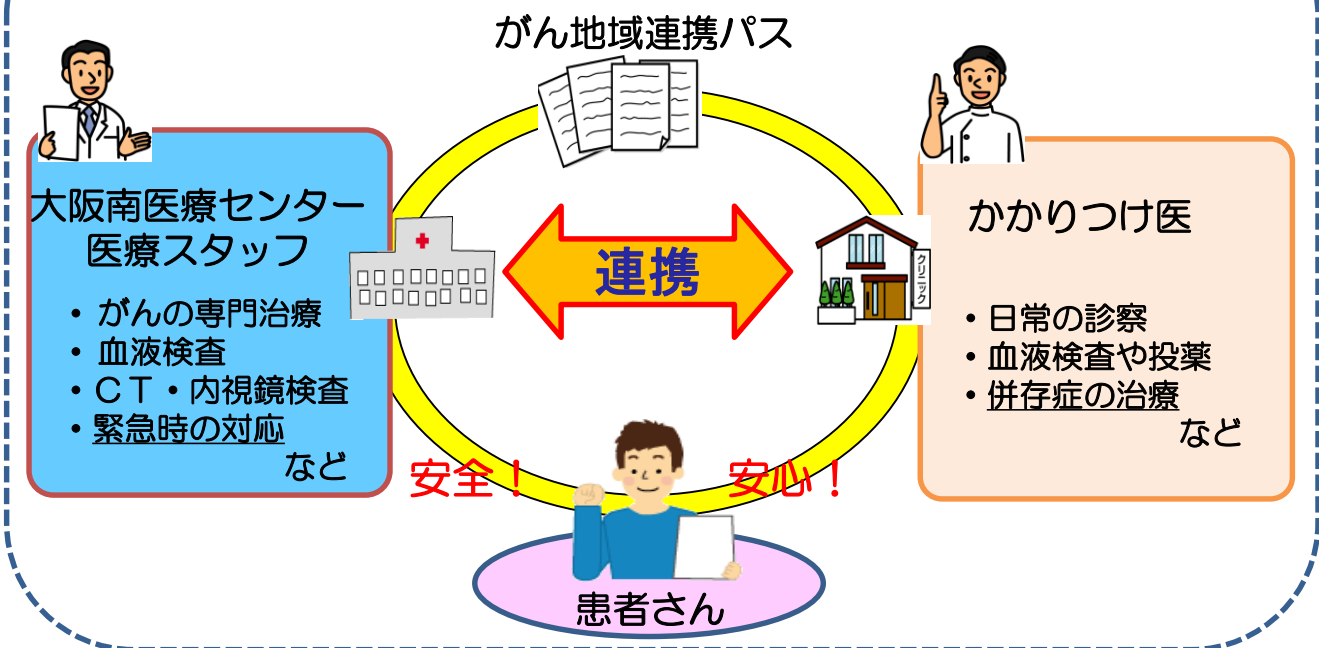 がん地域連携パス
大阪南医療センター
医療スタッフ
・がんの専門治療
・血液検査
・ＣＴ・内視鏡検査
・緊急時の対応
など
連携
クリニック
かかりつけ医
・日常の診察
・血液検査や投薬
・併存症の治療
など
安全！
安心！
患者さん